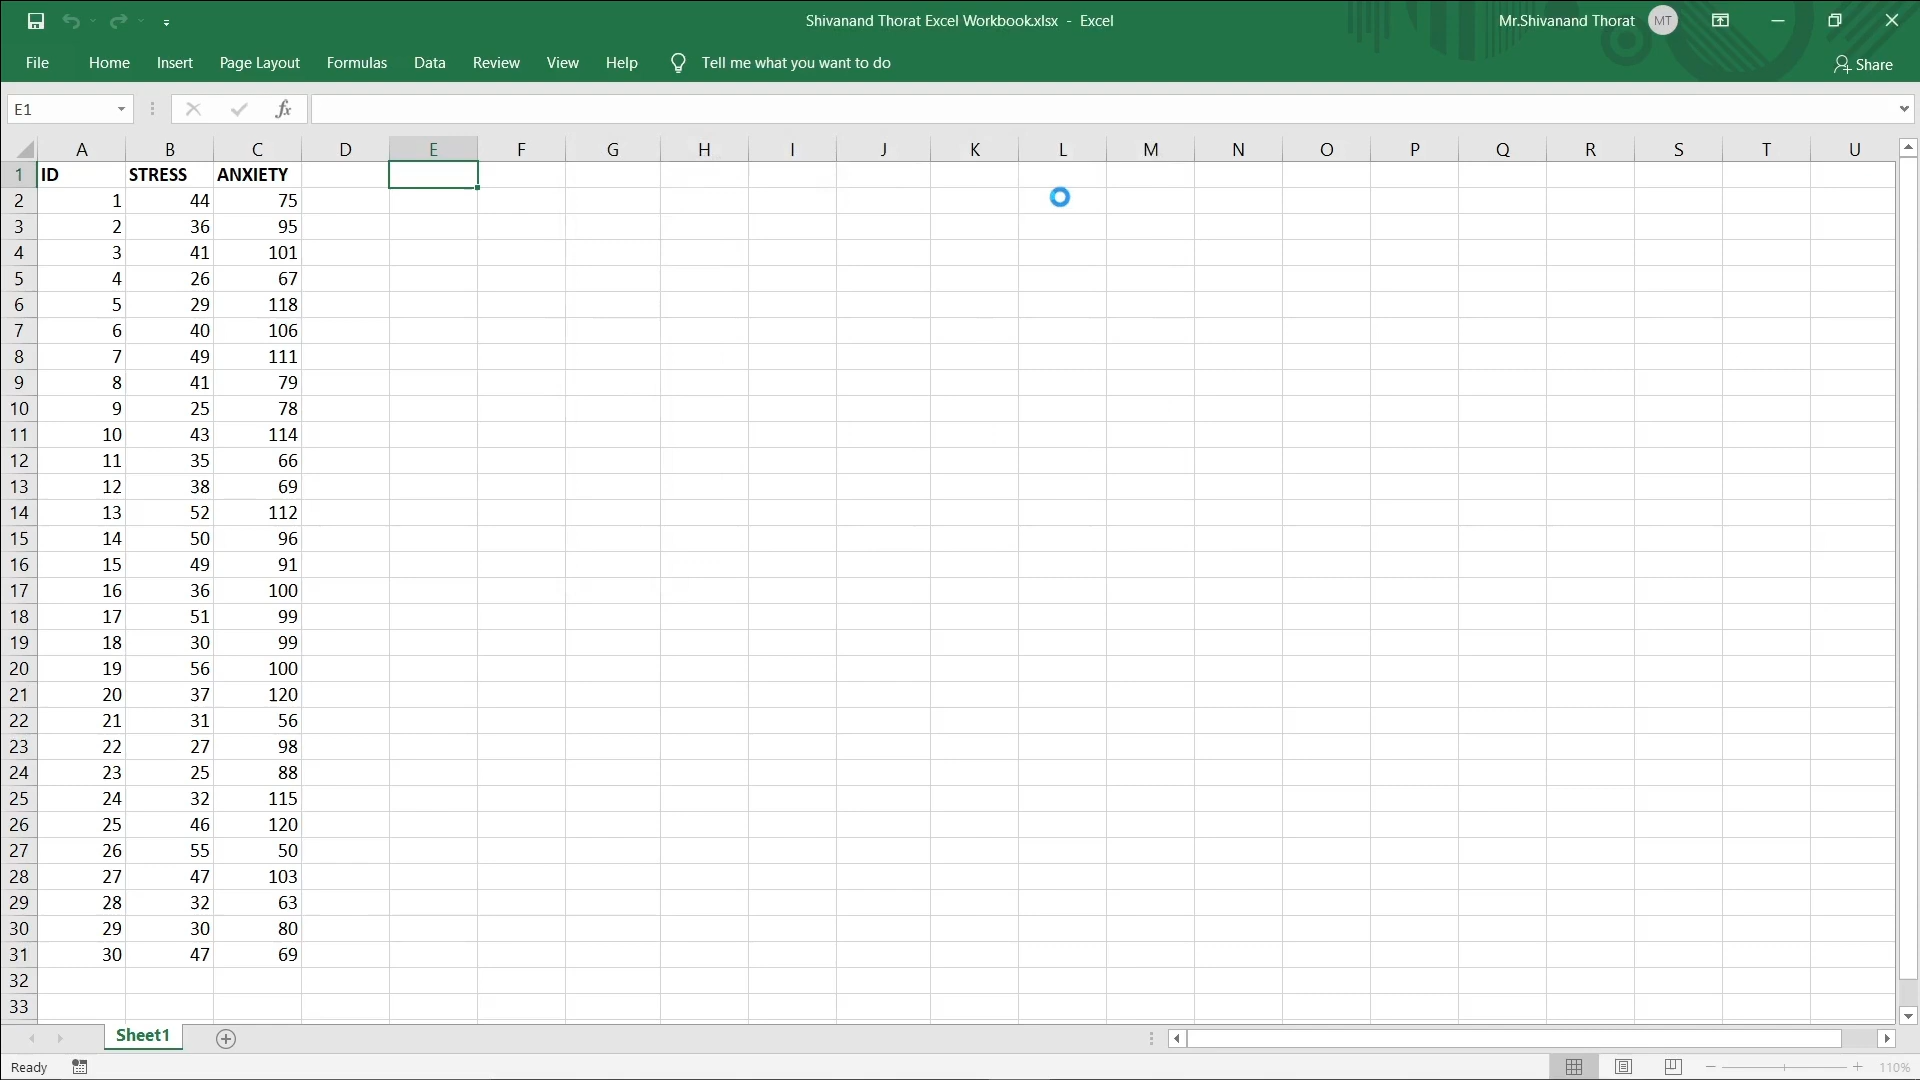 Shivanand Thorat Excel Workbook.xlsx - Excel
Mr.Shivanand Thorat MT
File Home Insert Page Layout Formulas Data Review View Help Tell me what you want to do Share
E1 fx
A B C D E F G H I J K L M N O P Q R S T U
1 ID STRESS ANXIETY
2 1 44 75
3 2 36 95
4 3 41 101
5 4 26 67
6 5 29 118
7 6 40 106
8 7 49 111
9 8 41 79
10 9 25 78
11 10 43 114
12 11 35 66
13 12 38 69
14 13 52 112
15 14 50 96
16 15 49 91
17 16 36 100
18 17 51 99
19 18 30 99
20 19 56 100
21 20 37 120
22 21 31 56
23 22 27 98
24 23 25 88
25 24 32 115
26 25 46 120
27 26 55 50
28 27 47 103
29 28 32 63
30 29 30 80
31 30 47 69
32
33
Sheet1
Ready 110%